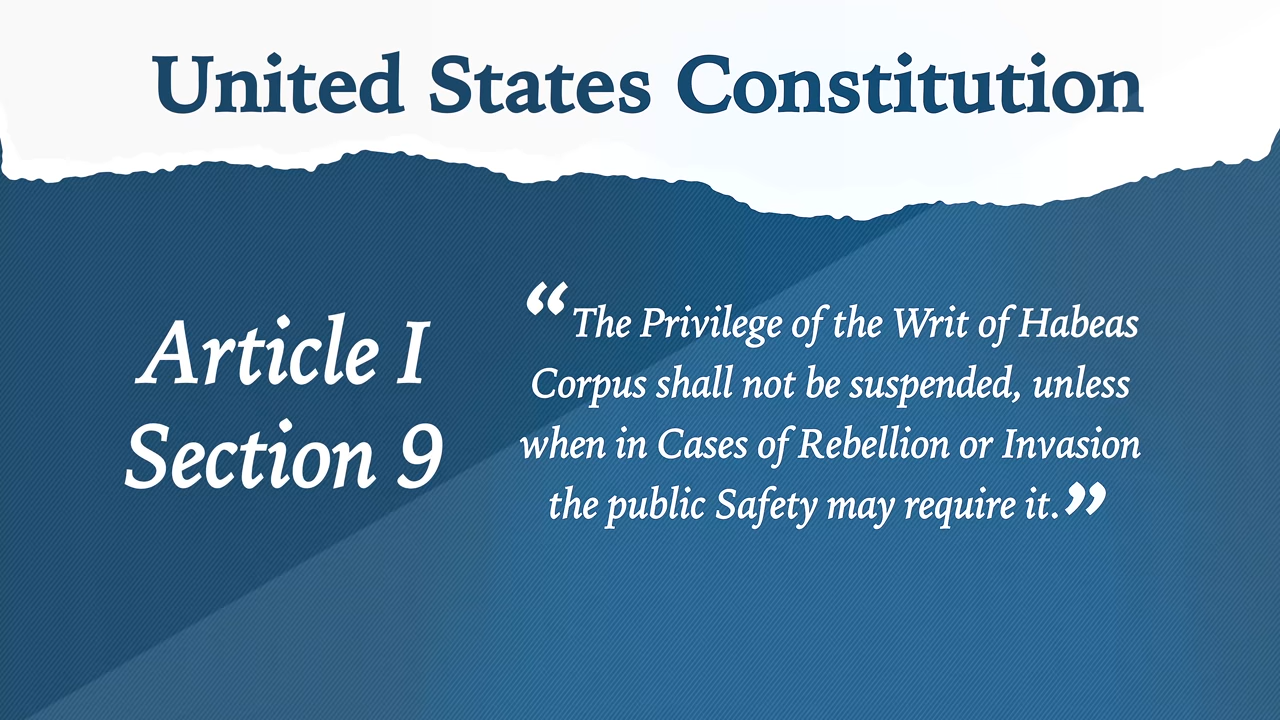 United States Constitution
Article I
Section 9
“The Privilege of the Writ of Habeas
Corpus shall not be suspended, unless
when in Cases of Rebellion or Invasion
the public Safety may require it.”